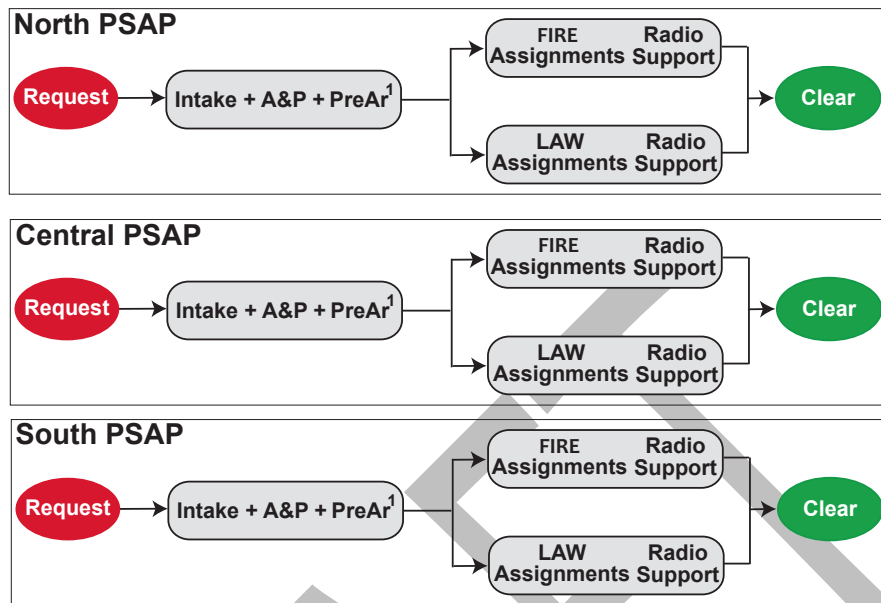 North PSAP
Request
Intake + A&P + PreAr¹
FIRE Radio
Assignments Support
LAW Radio
Assignments Support
Clear
Central PSAP
Request
Intake + A&P + PreAr¹
FIRE Radio
Assignments Support
LAW Radio
Assignments Support
Clear
South PSAP
Request
Intake + A&P + PreAr¹
FIRE Radio
Assignments Support
LAW Radio
Assignments Support
Clear